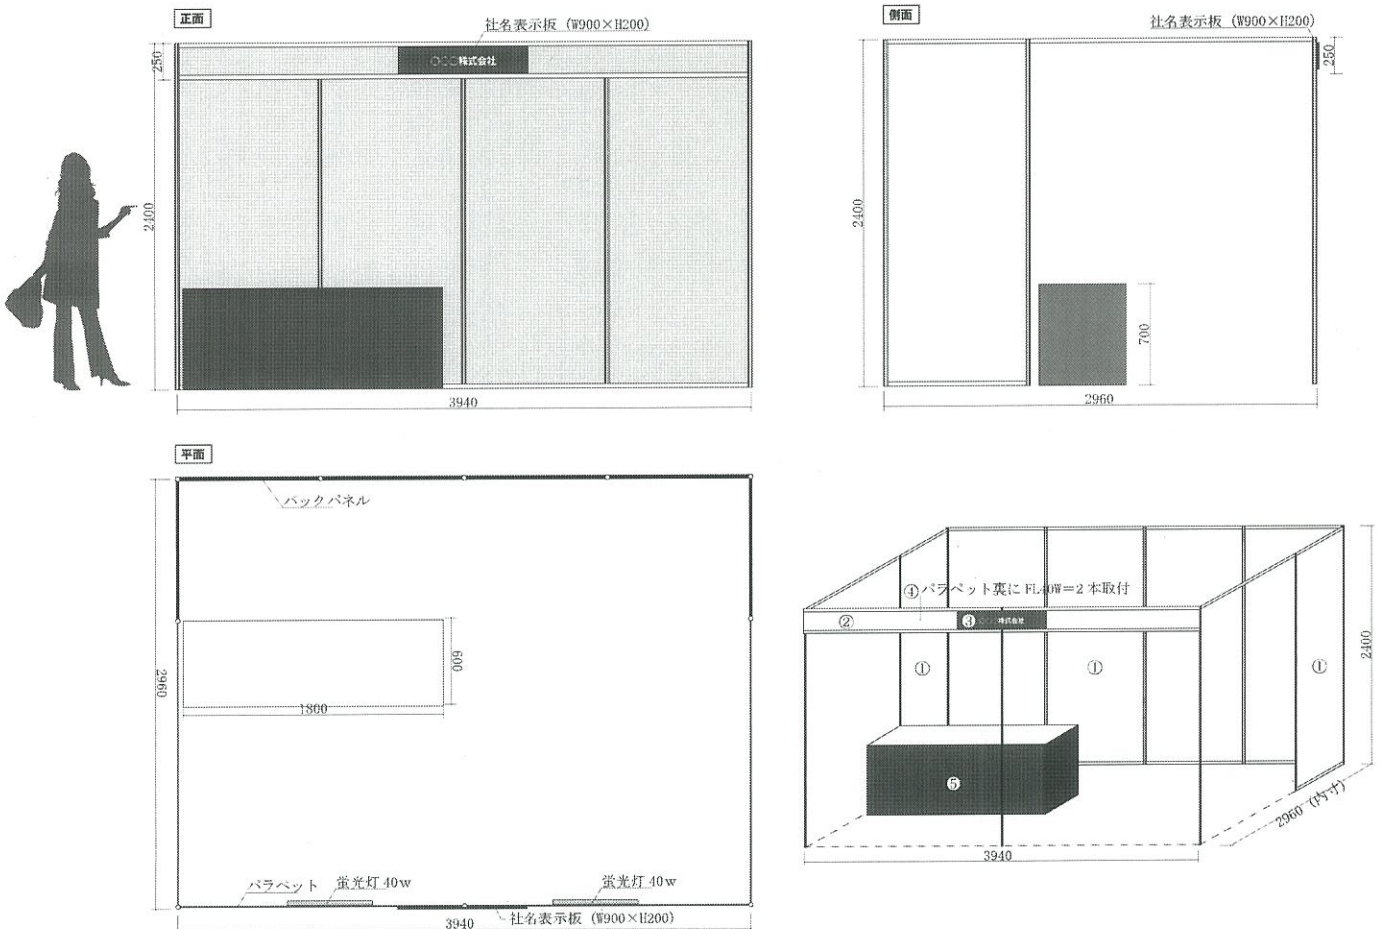 正面
社名表示板 (W900×H200)
250
○○○株式会社
2400
3940
側面
社名表示板 (W900×H200)
250
2400
700
2960
平面
バックパネル
2960
600
1800
パラペット
蛍光灯 40w
蛍光灯 40w
社名表示板 (W900×H200)
3940
④パラペット裏に FL40W=2 本取付
②
③
○○○株式会社
①
①
①
⑤
2400
2960 (内寸)
3940